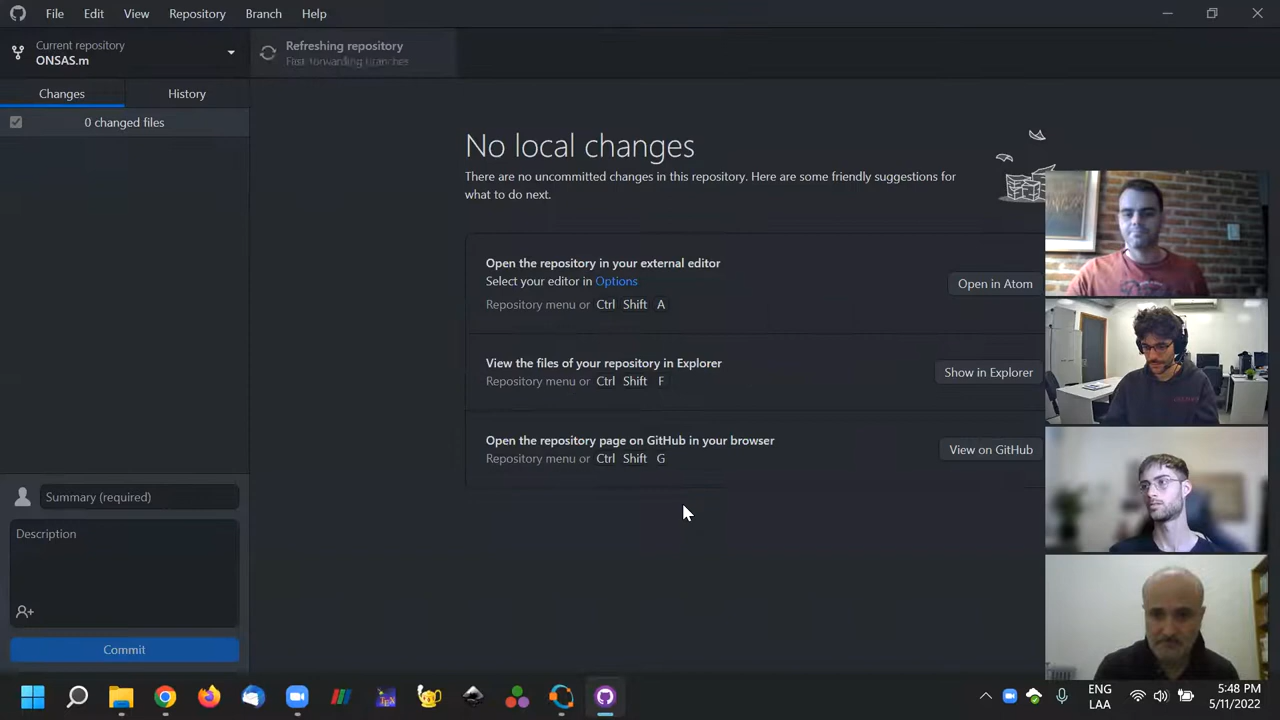 File Edit View Repository Branch Help
Current repository
ONSAS.m
Refreshing repository
Fast-forwarding branches
Changes History
0 changed files
No local changes
There are no uncommitted changes in this repository. Here are some friendly suggestions for
what to do next.
Open the repository in your external editor
Select your editor in Options
Repository menu or Ctrl Shift A
Open in Atom
View the files of your repository in Explorer
Repository menu or Ctrl Shift F
Show in Explorer
Open the repository page on GitHub in your browser
Repository menu or Ctrl Shift G
View on GitHub
Summary (required)
Description
Commit
ENG
LAA
5:48 PM
5/11/2022